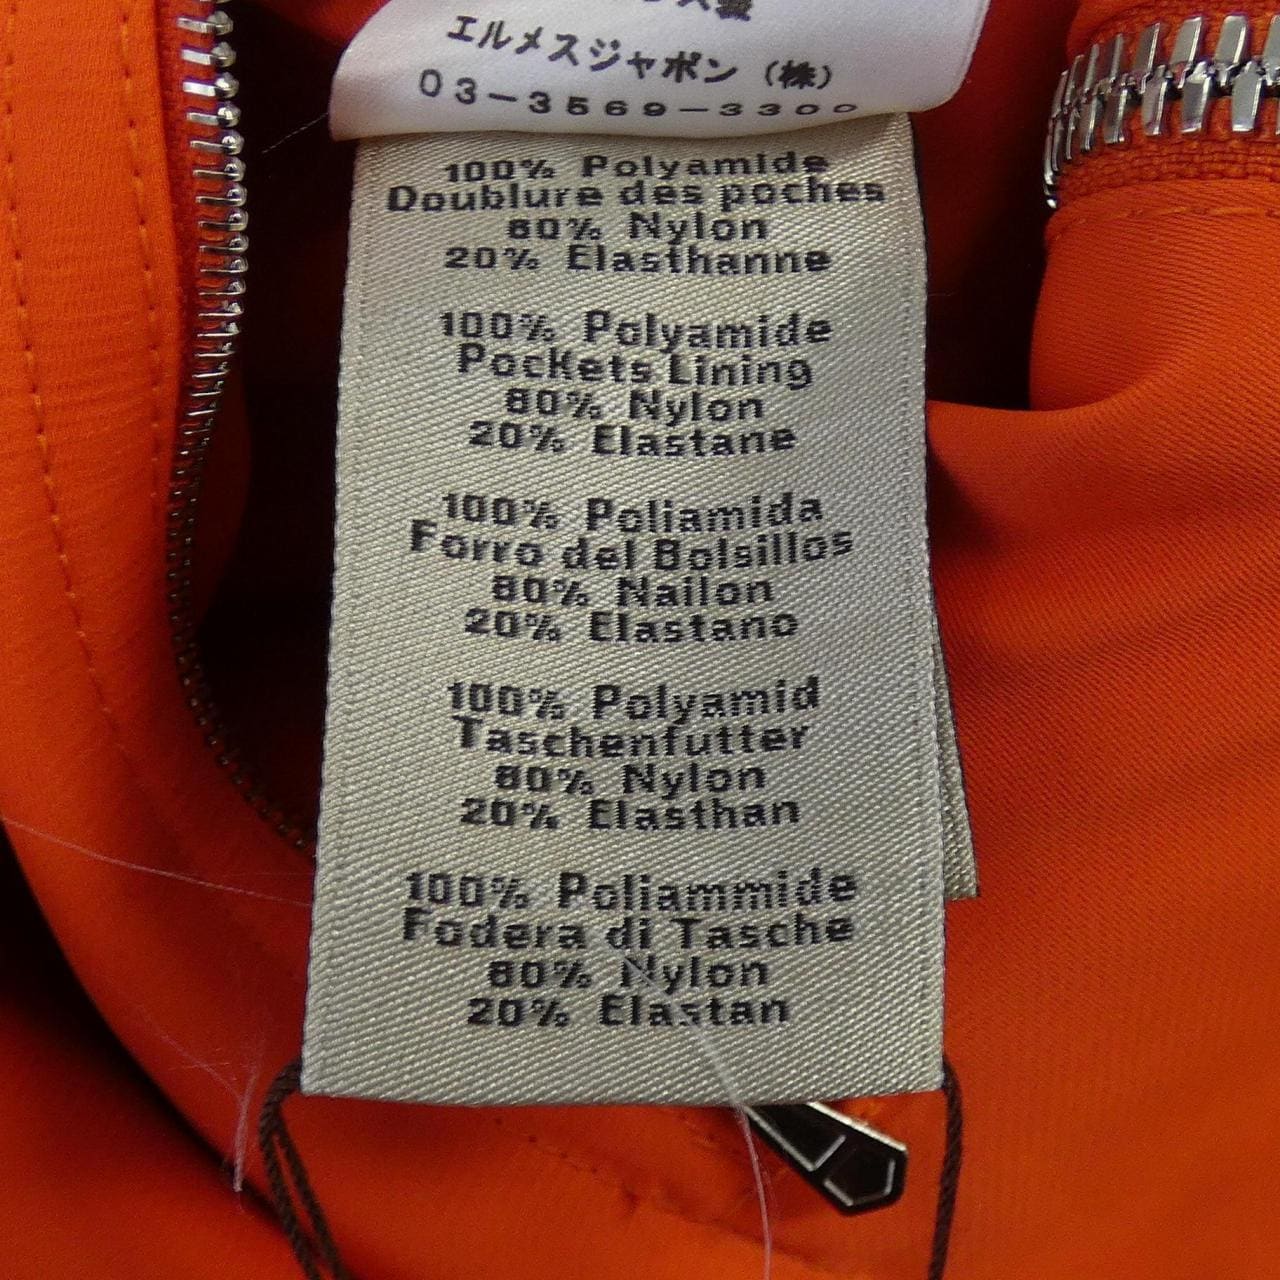 エルメスジャポン（株）
03-3569-3300
100% Polyamide
Doublure des poches
80% Nylon
20% Elasthanne
100% Polyamide
Pockets Lining
80% Nylon
20% Elastane
100% Poliamida
Forro del Bolsillos
80% Nailon
20% Elastano
100% Polyamid
Taschenfutter
80% Nylon
20% Elasthan
100% Poliammide
Fodera di Tasche
80% Nylon
20% Elastan